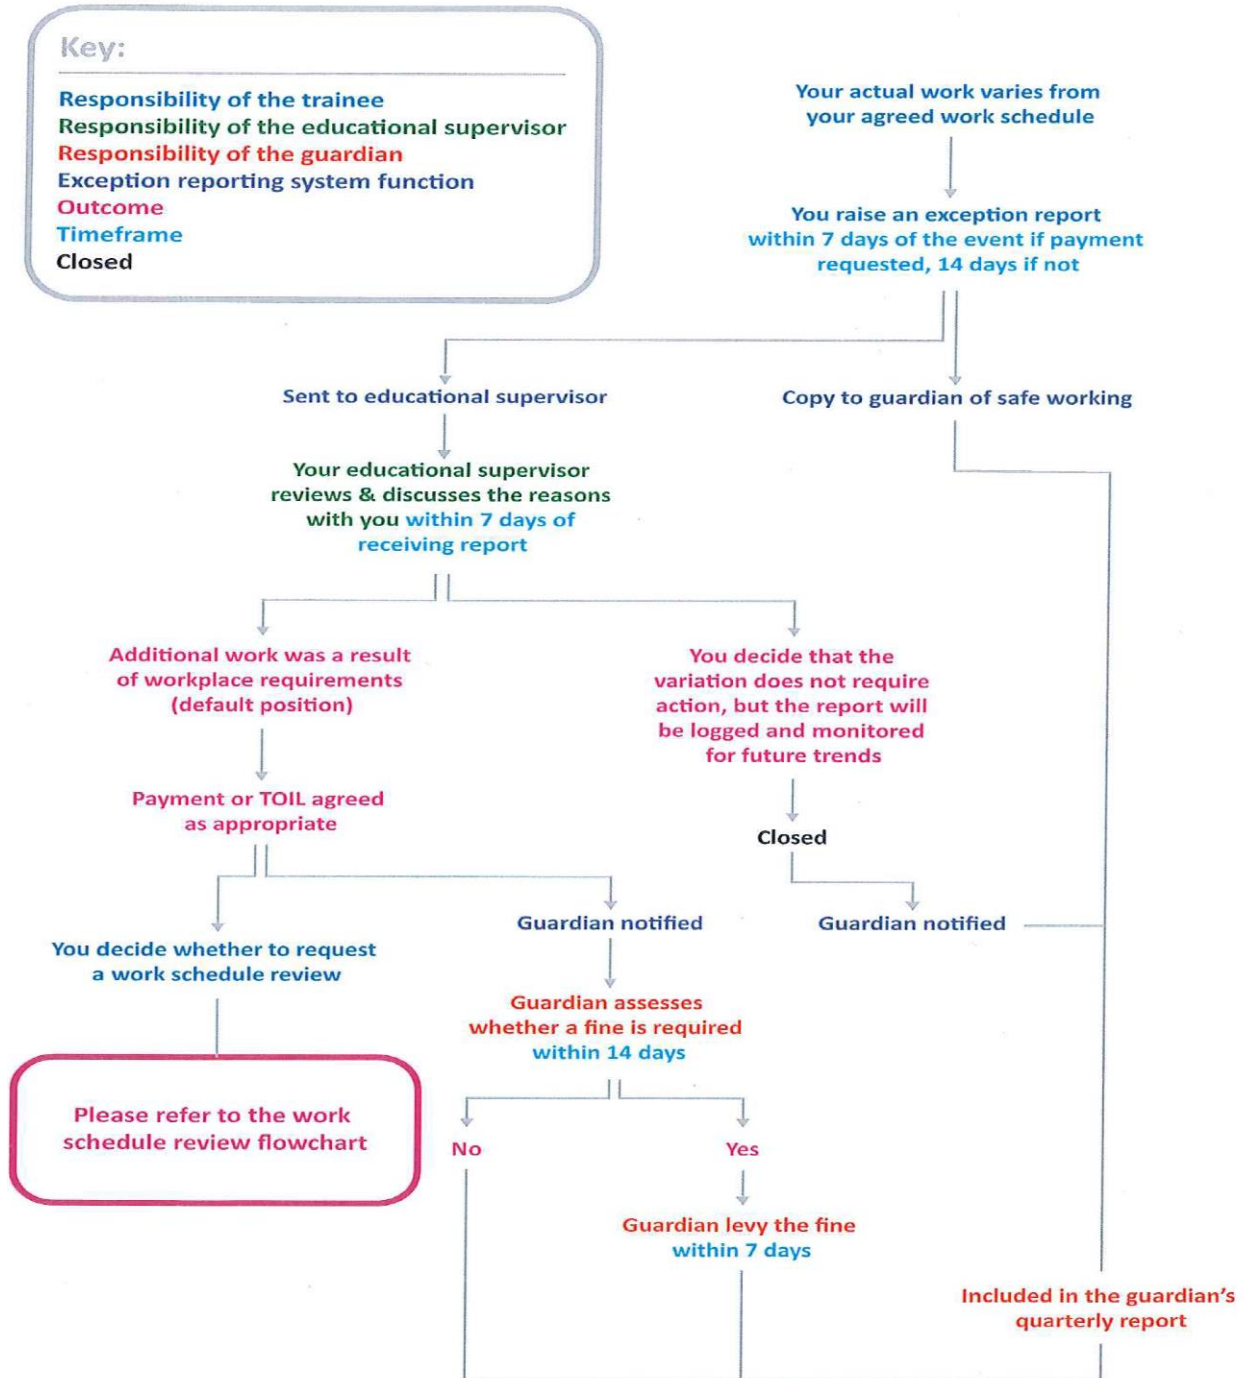 Key:
Responsibility of the trainee
Responsibility of the educational supervisor
Responsibility of the guardian
Exception reporting system function
Outcome
Timeframe
Closed
Your actual work varies from
your agreed work schedule
You raise an exception report
within 7 days of the event if payment
requested, 14 days if not
Sent to educational supervisor
Copy to guardian of safe working
Your educational supervisor
reviews & discusses the reasons
with you within 7 days of
receiving report
Additional work was a result
of workplace requirements
(default position)
You decide that the
variation does not require
action, but the report will
be logged and monitored
for future trends
Payment or TOIL agreed
as appropriate
Closed
You decide whether to request
a work schedule review
Guardian notified
Guardian notified
Guardian assesses
whether a fine is required
within 14 days
Please refer to the work
schedule review flowchart
No
Yes
Guardian levy the fine
within 7 days
Included in the guardian's
quarterly report